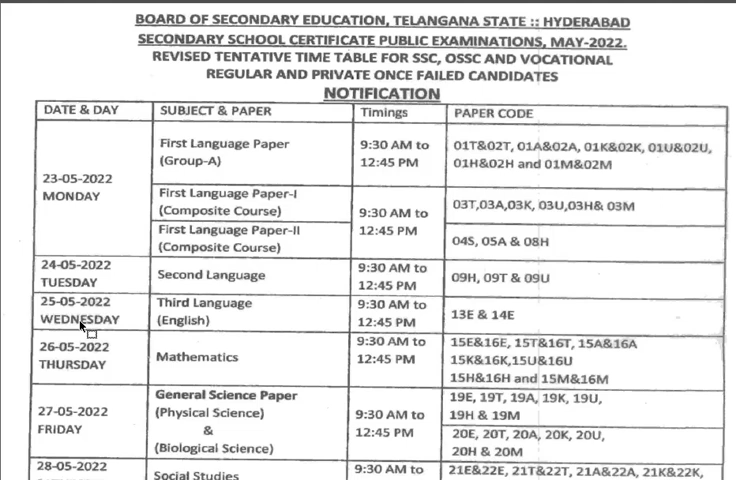 BOARD OF SECONDARY EDUCATION, TELANGANA STATE :: HYDERABAD
SECONDARY SCHOOL CERTIFICATE PUBLIC EXAMINATIONS, MAY-2022.
REVISED TENTATIVE TIME TABLE FOR SSC, OSSC AND VOCATIONAL
REGULAR AND PRIVATE ONCE FAILED CANDIDATES
NOTIFICATION
DATE & DAY SUBJECT & PAPER Timings PAPER CODE
23-05-2022
MONDAY
First Language Paper
(Group-A)
9:30 AM to
12:45 PM
01T&02T, 01A&02A, 01K&02K, 01U&02U,
01H&02H and 01M&02M
First Language Paper-I
(Composite Course)
9:30 AM to
12:45 PM
03T,03A,03K, 03U,03H& 03M
First Language Paper-II
(Composite Course)
04S, 05A & 08H
24-05-2022
TUESDAY
Second Language
9:30 AM to
12:45 PM
09H, 09T & 09U
25-05-2022
WEDNESDAY
Third Language
(English)
9:30 AM to
12:45 PM
13E & 14E
26-05-2022
THURSDAY
Mathematics
9:30 AM to
12:45 PM
15E&16E, 15T&16T, 15A&16A
15K&16K,15U&16U
15H&16H and 15M&16M
27-05-2022
FRIDAY
General Science Paper
(Physical Science)
&
(Biological Science)
9:30 AM to
12:45 PM
19E, 19T, 19A, 19K, 19U,
19H & 19M
20E, 20T, 20A, 20K, 20U,
20H & 20M
28-05-2022
Social Studies
9:30 AM to
21E&22E, 21T&22T, 21A&22A, 21K&22K,